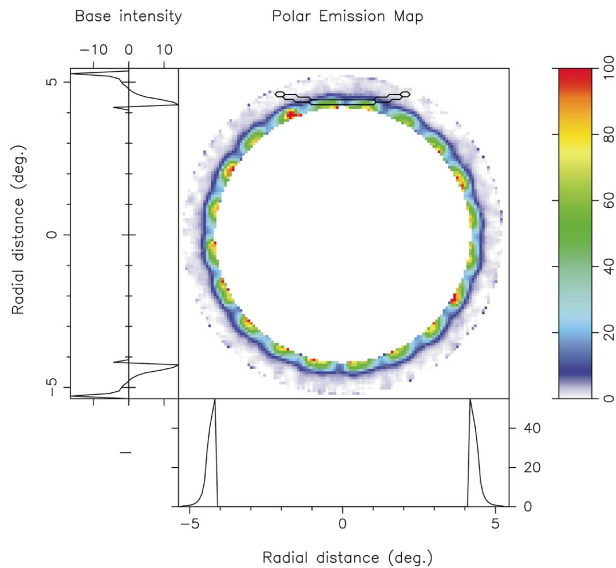 Base intensity
Polar Emission Map
−10 0 10
5
0
−5
Radial distance (deg.)
100
80
60
40
20
0
40
20
0
−5 0 5
Radial distance (deg.)